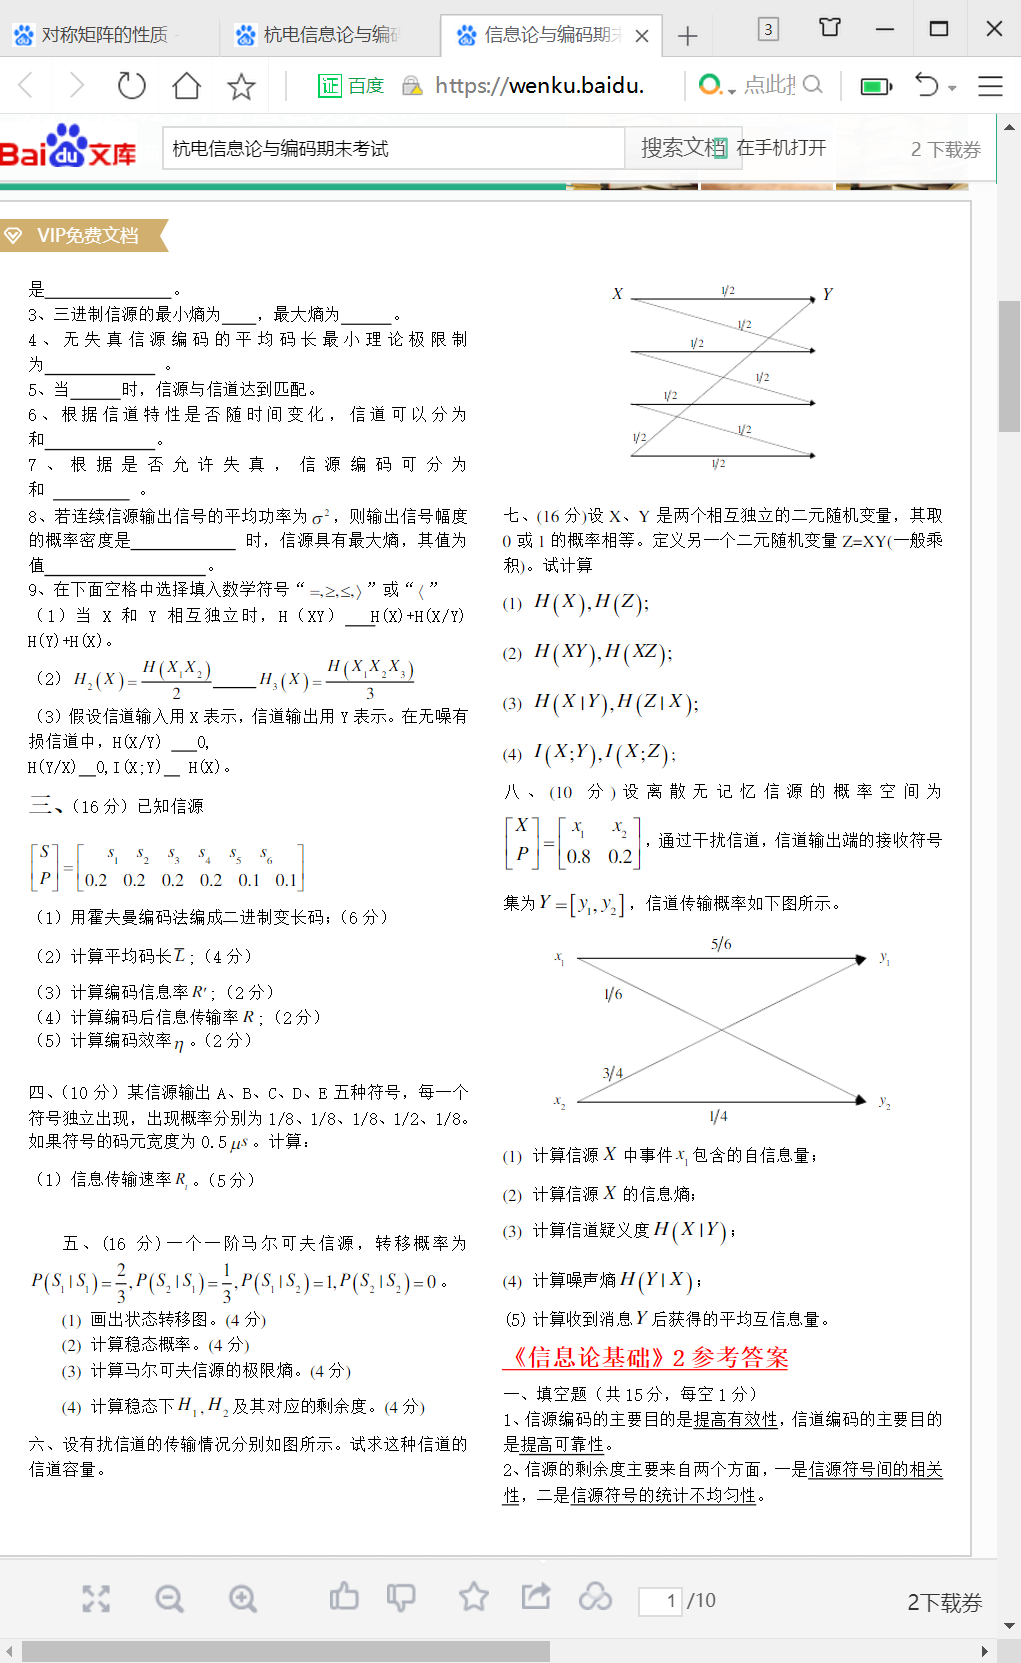 对称矩阵的性质
杭电信息论与编码
信息论与编码期末
3
证 百度
https://wenku.baidu.
点此搜
Bai du 文库
杭电信息论与编码期末考试
搜索文档
在手机打开
2 下载券
VIP免费文档
是_______________。
3、三进制信源的最小熵为____，最大熵为______。
4、无失真信源编码的平均码长最小理论极限制
为_____________ 。
5、当______时，信源与信道达到匹配。
6、根据信道特性是否随时间变化，信道可以分为
和_____________。
7、根据是否允许失真，信源编码可分为
和 _________ 。
8、若连续信源输出信号的平均功率为σ²，则输出信号幅度
的概率密度是____________ 时，信源具有最大熵，其值为
值___________________。
9、在下面空格中选择填入数学符号“=,≥,≤,〉”或“〈”
（1）当 X 和 Y 相互独立时，H（XY）___H(X)+H(X/Y)
H(Y)+H(X)。
（2）H₂(X)=H(X₁X₂)/2_____H₃(X)=H(X₁X₂X₃)/3
（3）假设信道输入用 X 表示，信道输出用 Y 表示。在无噪有
损信道中，H(X/Y) ___0,
H(Y/X)__0,I(X;Y)__ H(X)。
三、（16 分）已知信源
[S P]=[s₁ s₂ s₃ s₄ s₅ s₆
0.2 0.2 0.2 0.2 0.1 0.1]
（1）用霍夫曼编码法编成二进制变长码；（6 分）
（2）计算平均码长L̅；（4 分）
（3）计算编码信息率R′；（2 分）
（4）计算编码后信息传输率R；（2 分）
（5）计算编码效率η。（2 分）
四、（10 分）某信源输出 A、B、C、D、E 五种符号，每一个
符号独立出现，出现概率分别为 1/8、1/8、1/8、1/2、1/8。
如果符号的码元宽度为 0.5μs。计算：
（1）信息传输速率Rₜ。（5 分）
五、(16 分)一个一阶马尔可夫信源，转移概率为
P(S₁|S₁)=2/3,P(S₂|S₁)=1/3,P(S₁|S₂)=1,P(S₂|S₂)=0。
(1) 画出状态转移图。(4 分)
(2) 计算稳态概率。(4 分)
(3) 计算马尔可夫信源的极限熵。(4 分)
(4) 计算稳态下H₁,H₂及其对应的剩余度。(4 分)
六、设有扰信道的传输情况分别如图所示。试求这种信道的
信道容量。
X 1/2 Y
1/2
1/2
1/2
1/2
1/2
1/2
1/2
七、(16 分)设 X、Y 是两个相互独立的二元随机变量，其取
0 或 1 的概率相等。定义另一个二元随机变量 Z=XY(一般乘
积)。试计算
(1) H(X),H(Z);
(2) H(XY),H(XZ);
(3) H(X|Y),H(Z|X);
(4) I(X;Y),I(X;Z);
八、(10 分)设离散无记忆信源的概率空间为
[X P]=[x₁ x₂
0.8 0.2]，通过干扰信道，信道输出端的接收符号
集为Y=[y₁,y₂]，信道传输概率如下图所示。
x₁ 5/6 y₁
1/6
3/4
x₂ 1/4 y₂
(1) 计算信源X中事件x₁包含的自信息量;
(2) 计算信源X的信息熵;
(3) 计算信道疑义度H(X|Y);
(4) 计算噪声熵H(Y|X);
(5) 计算收到消息Y后获得的平均互信息量。
《信息论基础》2 参考答案
一、填空题（共 15 分，每空 1 分）
1、信源编码的主要目的是提高有效性，信道编码的主要目的
是提高可靠性。
2、信源的剩余度主要来自两个方面，一是信源符号间的相关
性，二是信源符号的统计不均匀性。
1 /10
2下载券